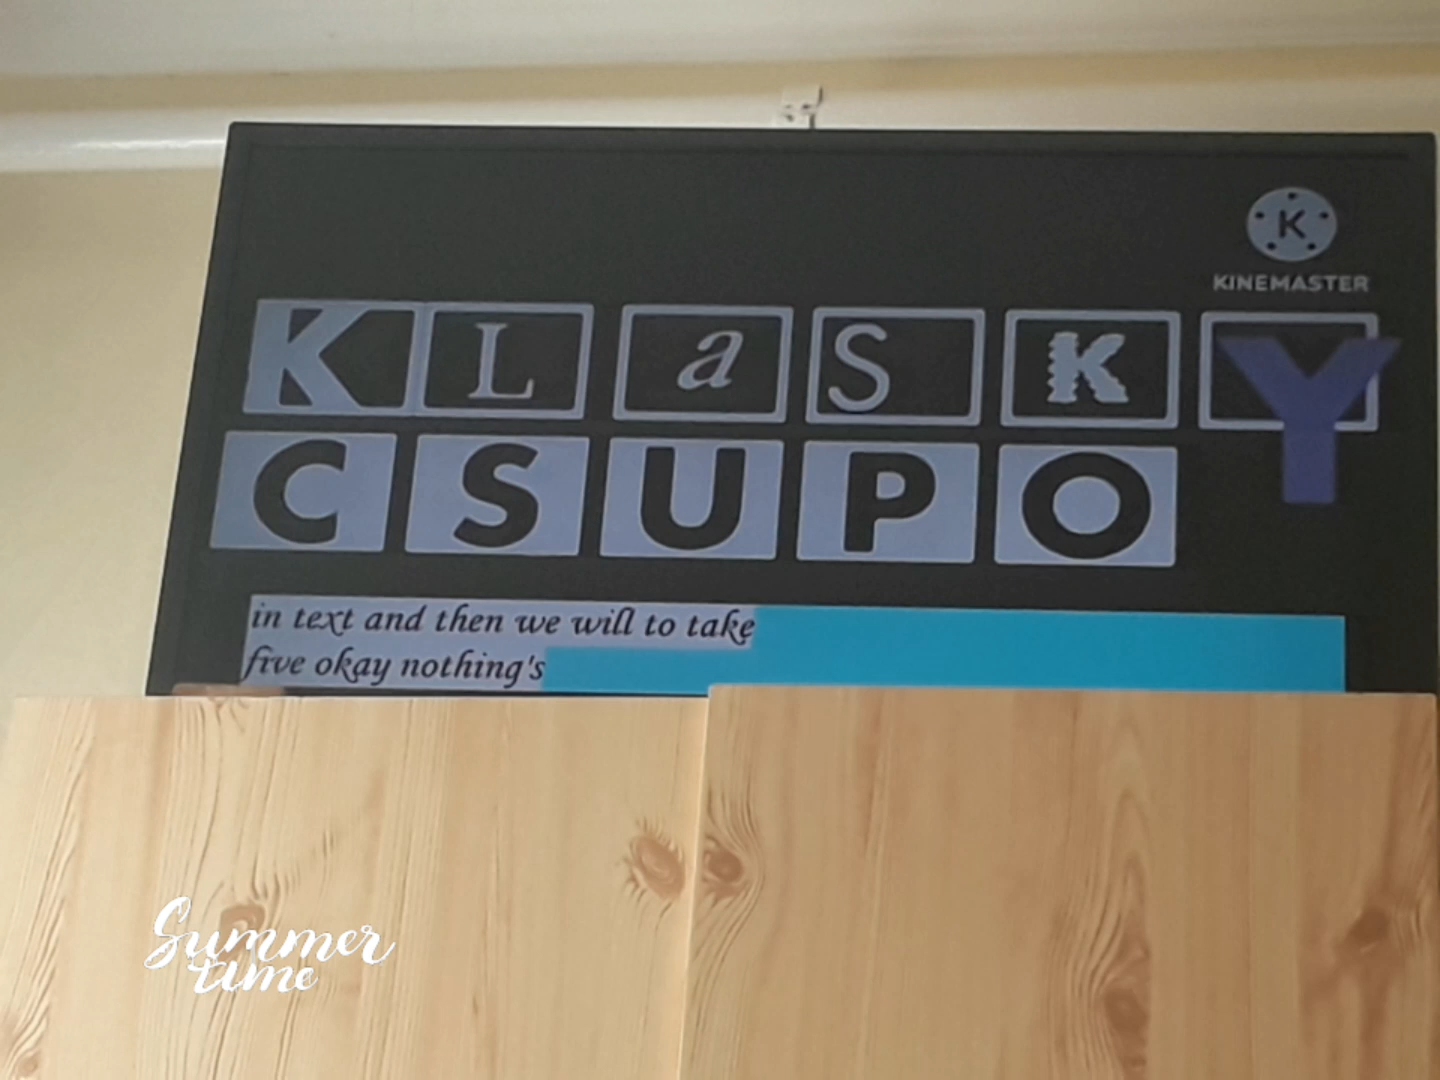 K
KINEMASTER
KLaSKY
CSUPO
in text and then we will to take
five okay nothing's
Summer
time